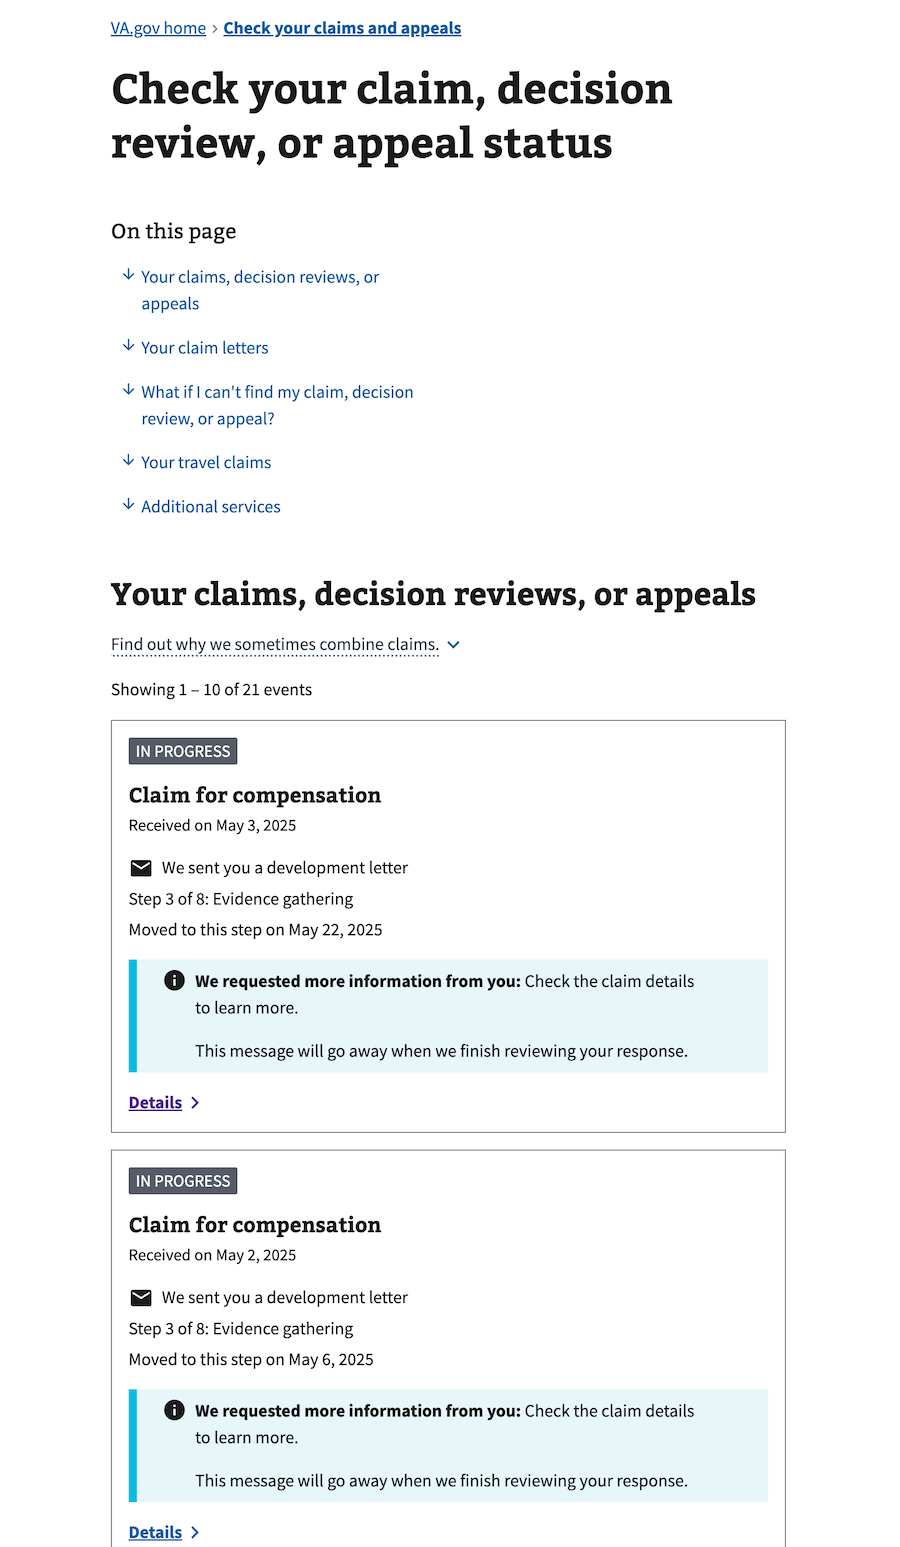 VA.gov home › Check your claims and appeals
Check your claim, decision
review, or appeal status
On this page
Your claims, decision reviews, or
appeals
Your claim letters
What if I can't find my claim, decision
review, or appeal?
Your travel claims
Additional services
Your claims, decision reviews, or appeals
Find out why we sometimes combine claims.
Showing 1 – 10 of 21 events
IN PROGRESS
Claim for compensation
Received on May 3, 2025
We sent you a development letter
Step 3 of 8: Evidence gathering
Moved to this step on May 22, 2025
We requested more information from you: Check the claim details
to learn more.
This message will go away when we finish reviewing your response.
Details
IN PROGRESS
Claim for compensation
Received on May 2, 2025
We sent you a development letter
Step 3 of 8: Evidence gathering
Moved to this step on May 6, 2025
We requested more information from you: Check the claim details
to learn more.
This message will go away when we finish reviewing your response.
Details